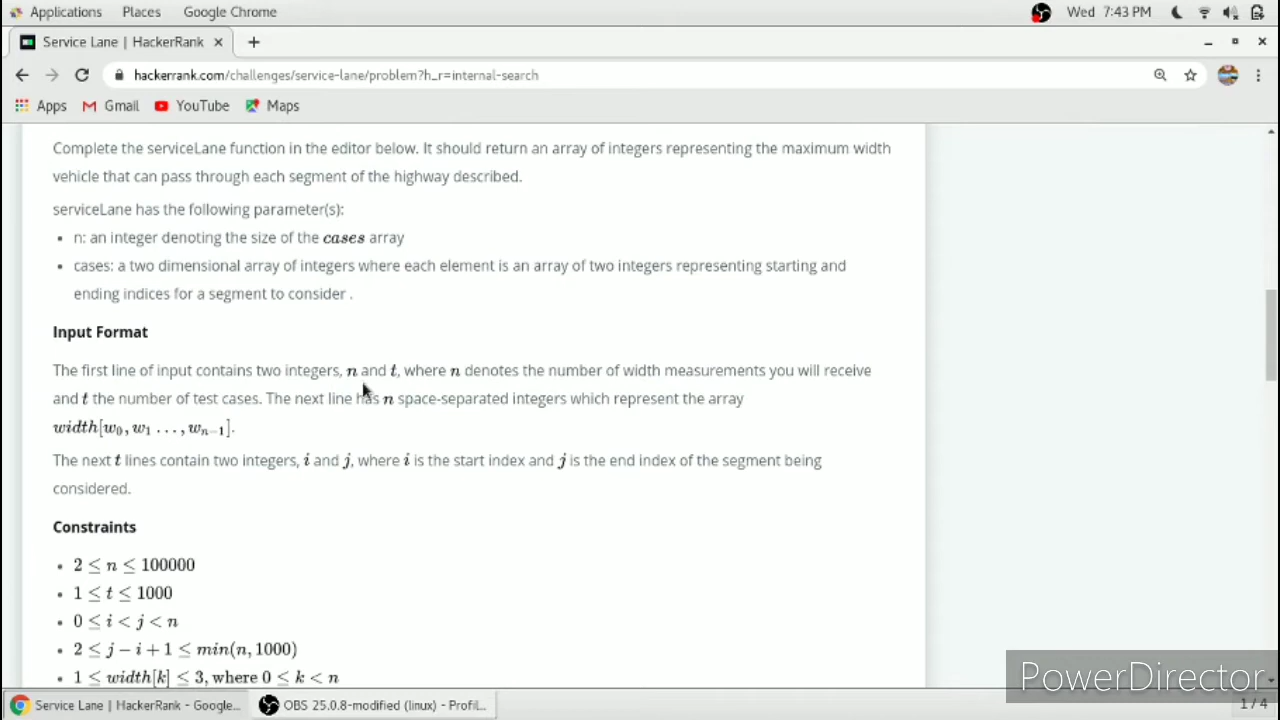 Applications Places Google Chrome Wed 7:43 PM
Service Lane | HackerRank
hackerrank.com/challenges/service-lane/problem?h_r=internal-search
Apps Gmail YouTube Maps
Complete the serviceLane function in the editor below. It should return an array of integers representing the maximum width
vehicle that can pass through each segment of the highway described.
serviceLane has the following parameter(s):
• n: an integer denoting the size of the cases array
• cases: a two dimensional array of integers where each element is an array of two integers representing starting and
ending indices for a segment to consider .
Input Format
The first line of input contains two integers, n and t, where n denotes the number of width measurements you will receive
and t the number of test cases. The next line has n space-separated integers which represent the array
width[w₀, w₁ ..., wₙ₋₁].
The next t lines contain two integers, i and j, where i is the start index and j is the end index of the segment being
considered.
Constraints
• 2 ≤ n ≤ 100000
• 1 ≤ t ≤ 1000
• 0 ≤ i < j < n
• 2 ≤ j − i + 1 ≤ min(n, 1000)
• 1 ≤ width[k] ≤ 3, where 0 ≤ k < n
PowerDirector
Service Lane | HackerRank - Google... OBS 25.0.8-modified (linux) - Profil... 1 / 4